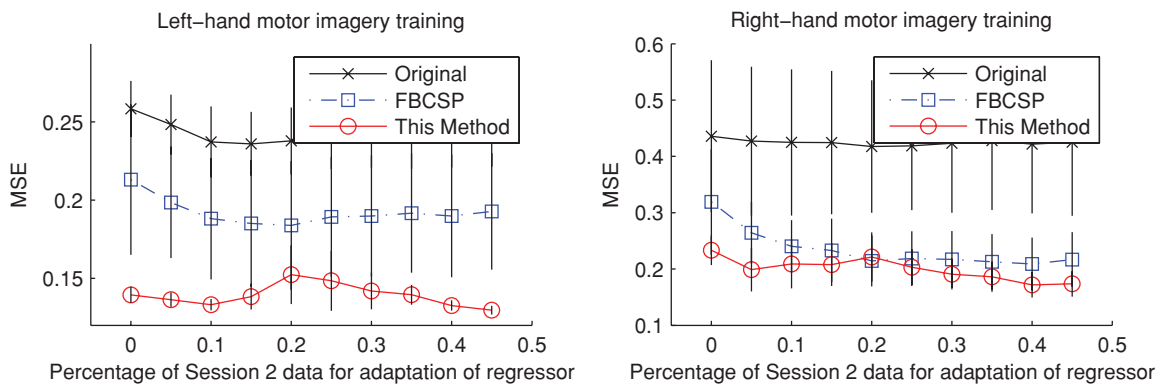 Left−hand motor imagery training
0.25
0.2
0.15
MSE
Original
FBCSP
This Method
0 0.1 0.2 0.3 0.4 0.5
Percentage of Session 2 data for adaptation of regressor
Right−hand motor imagery training
0.6
0.5
0.4
0.3
0.2
0.1
MSE
Original
FBCSP
This Method
0 0.1 0.2 0.3 0.4 0.5
Percentage of Session 2 data for adaptation of regressor